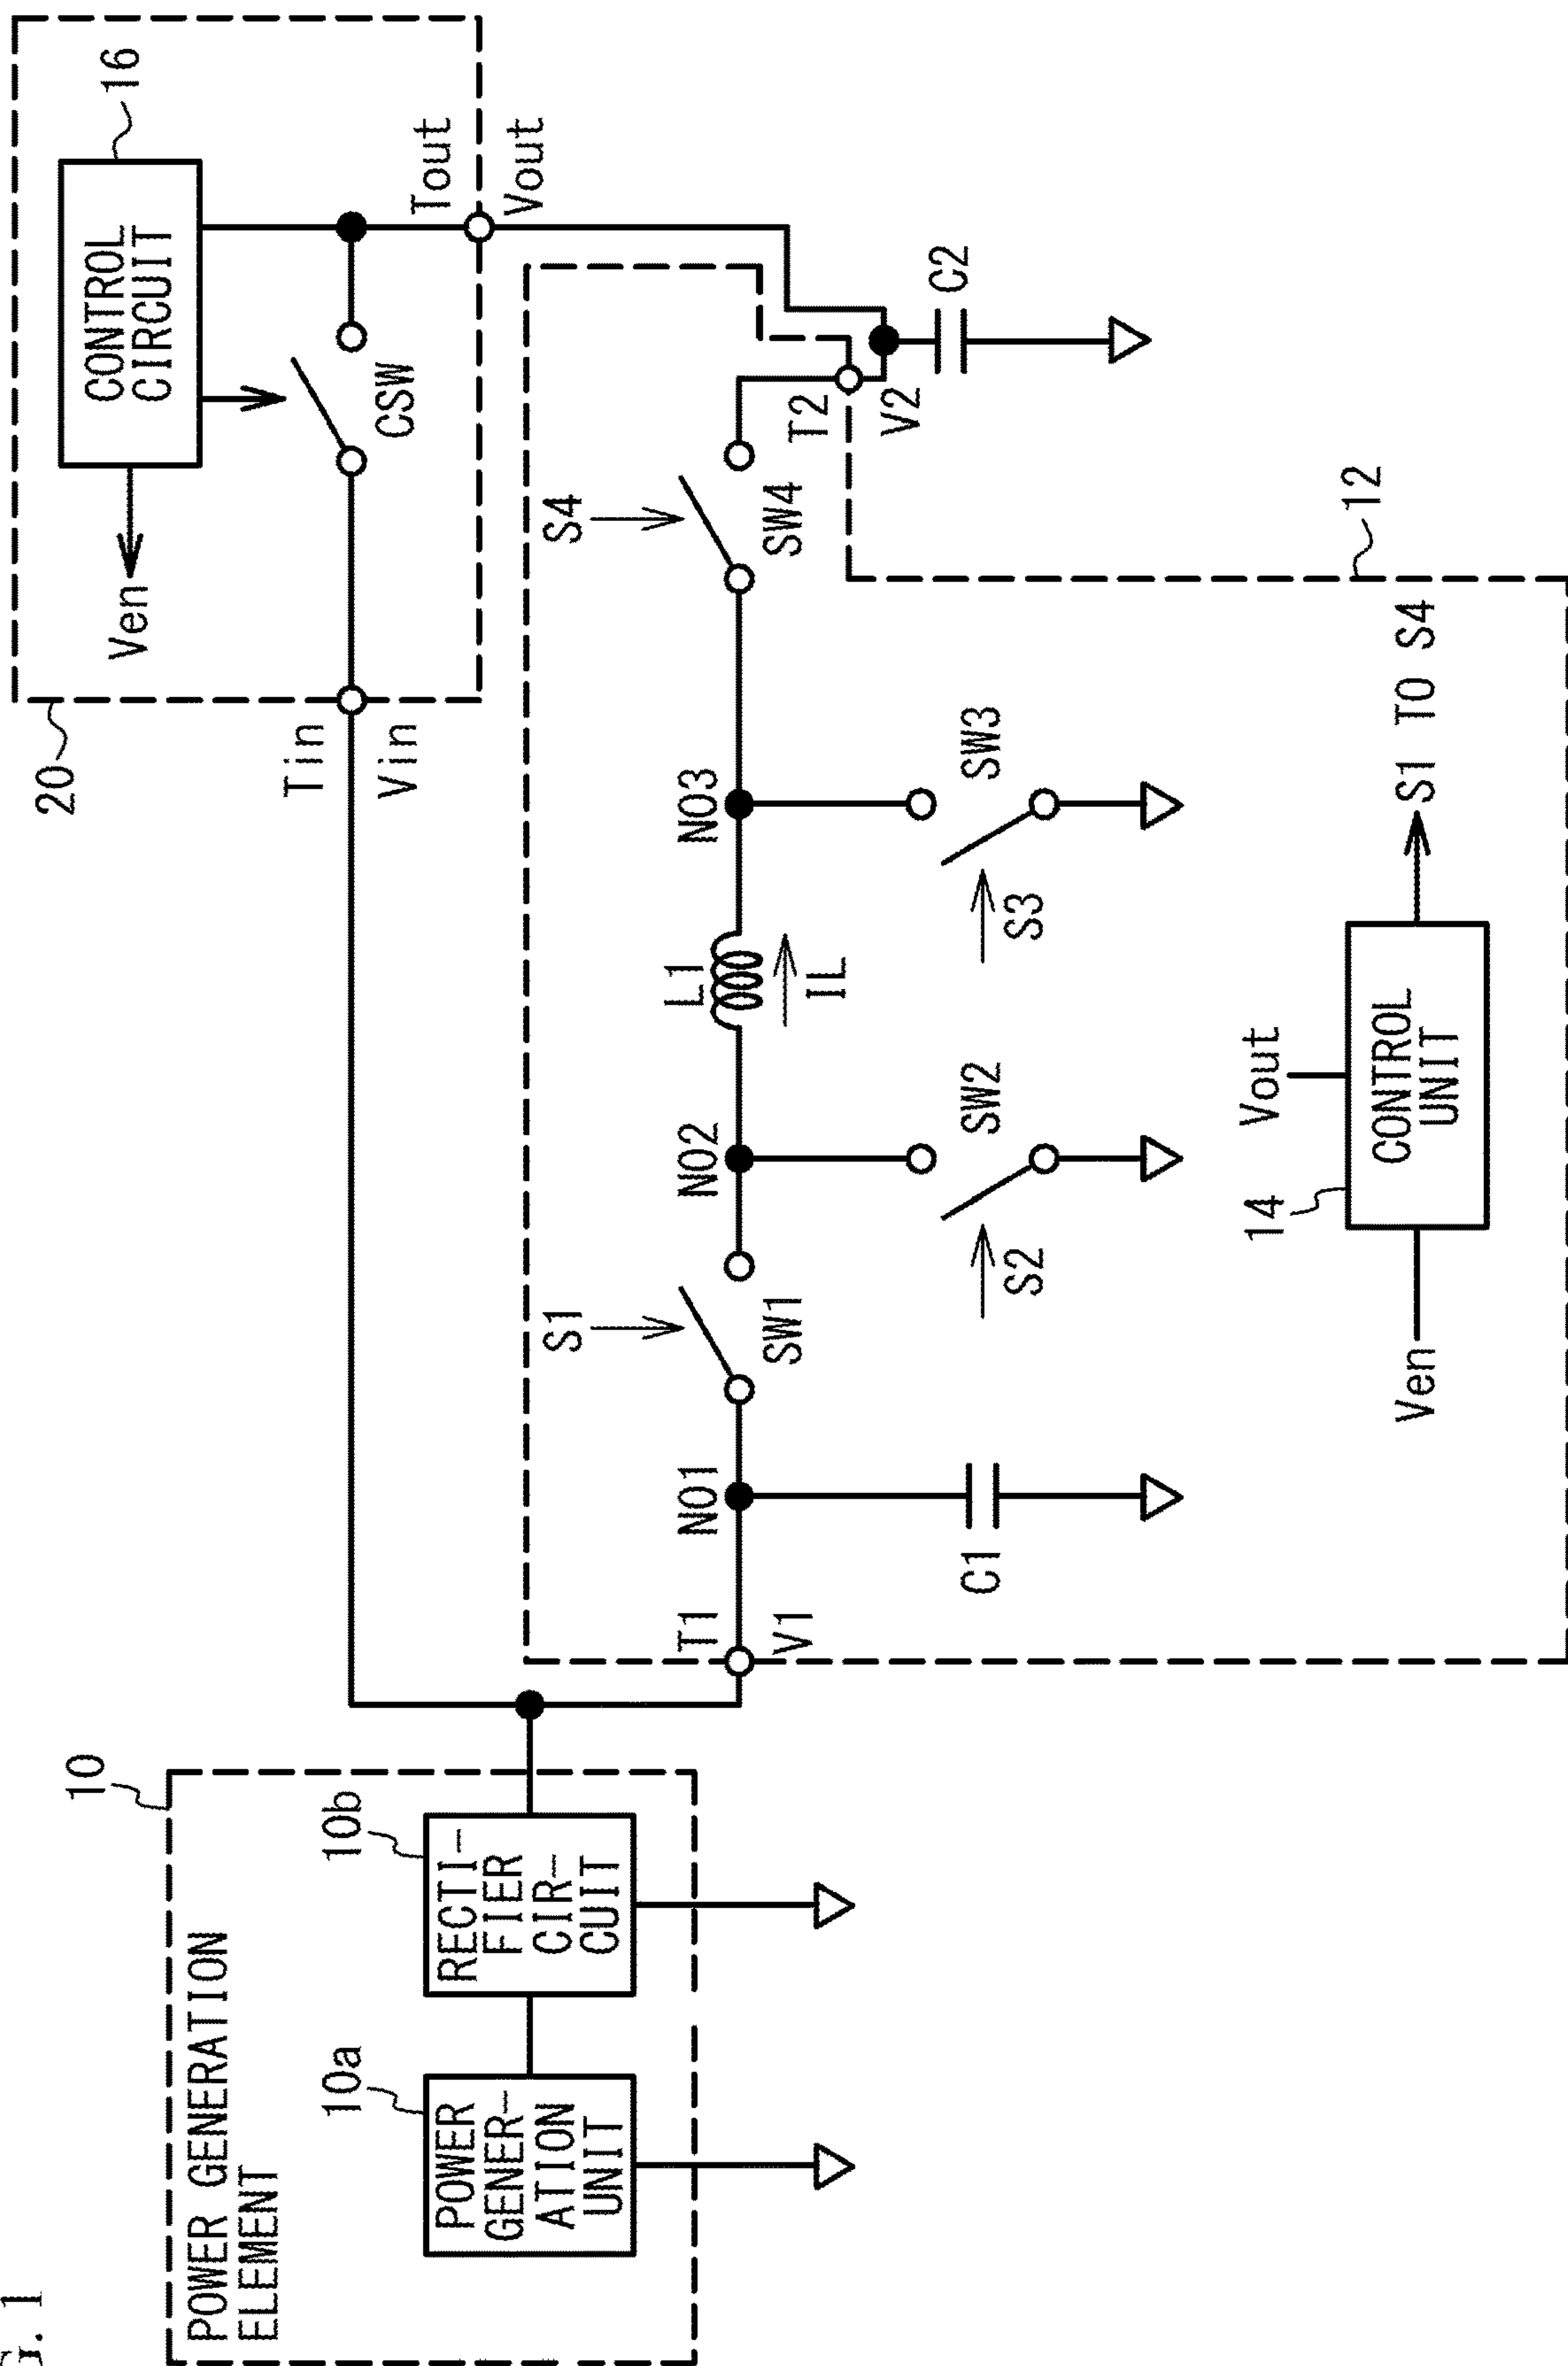 G. 1
POWER GENERATION
ELEMENT
10
10a
POWER
GENER-
ATION
UNIT
10b
RECTI-
FIER
CIR-
CUIT
20
Tin
Vin
Ven
CONTROL
CIRCUIT
16
CSW
Tout
Vout
T1
V1
NO1
C1
S1
SW1
NO2
S2
SW2
L1
IL
NO3
S3
SW3
S4
SW4
T2
V2
C2
12
14
Ven
Vout
CONTROL
UNIT
S1 TO S4